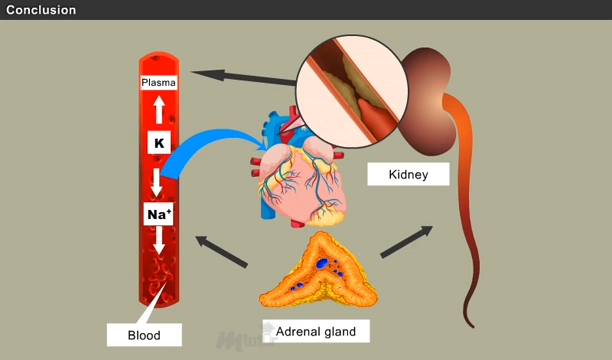 Conclusion
Plasma
K
Na⁺
Kidney
Blood
Adrenal gland